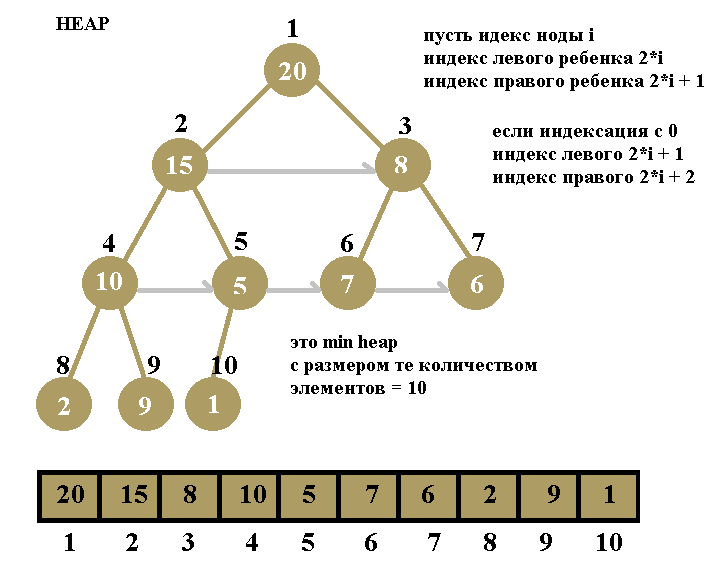 HEAP
1
20
пусть идекс ноды i
индекс левого ребенка 2*i
индекс правого ребенка 2*i + 1
2
3
15
8
если индексация с 0
индекс левого 2*i + 1
индекс правого 2*i + 2
4
5
6
7
10
5
7
6
это min heap
с размером те количеством
элементов = 10
8
9
10
2
9
1
20 15 8 10 5 7 6 2 9 1
1 2 3 4 5 6 7 8 9 10